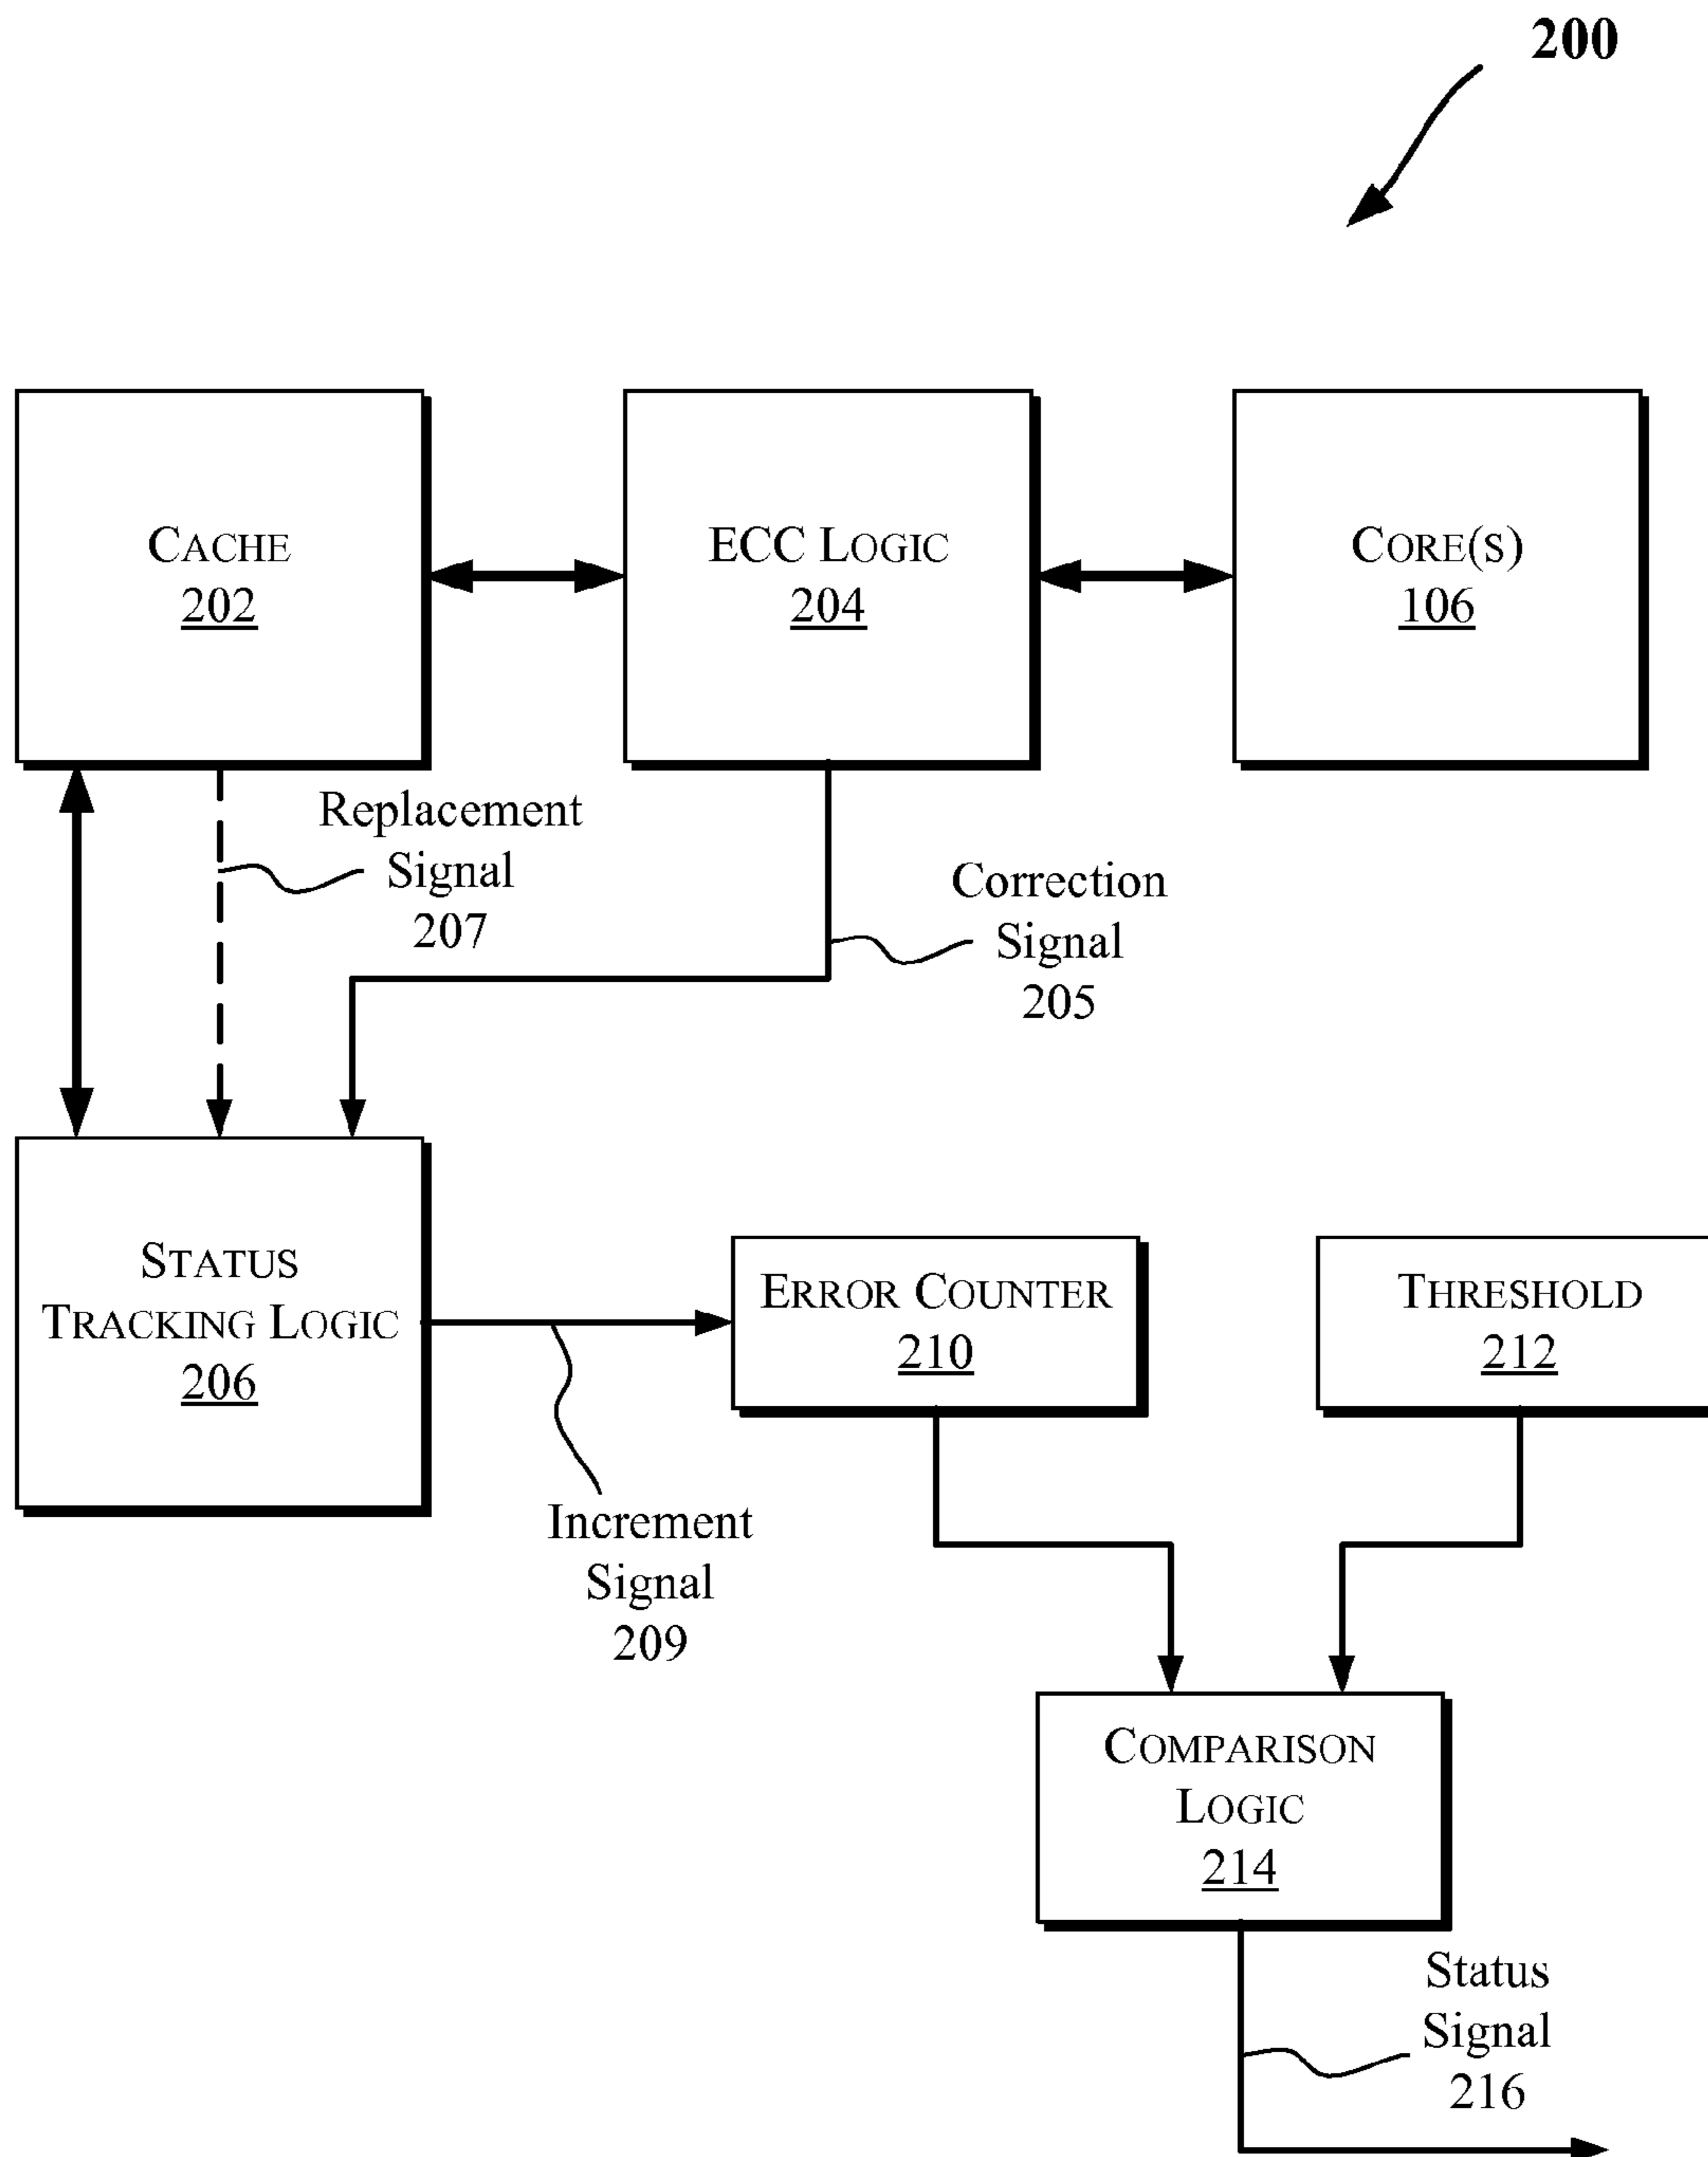 200
CACHE
202
ECC LOGIC
204
CORE(S)
106
Replacement
Signal
207
Correction
Signal
205
STATUS
TRACKING LOGIC
206
ERROR COUNTER
210
THRESHOLD
212
Increment
Signal
209
COMPARISON
LOGIC
214
Status
Signal
216